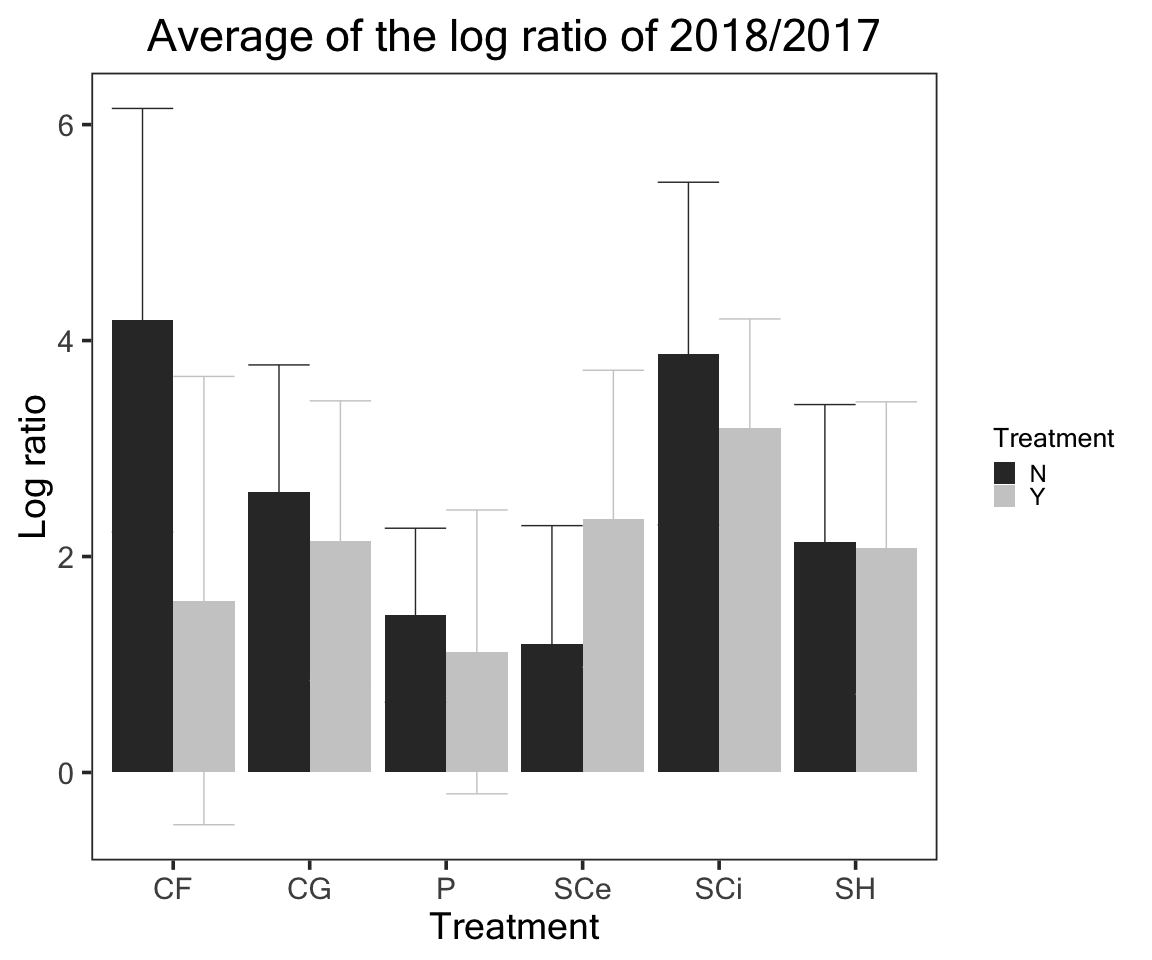 Average of the log ratio of 2018/2017
Log ratio
6
4
2
0
CF CG P SCe SCi SH
Treatment
Treatment
N
Y